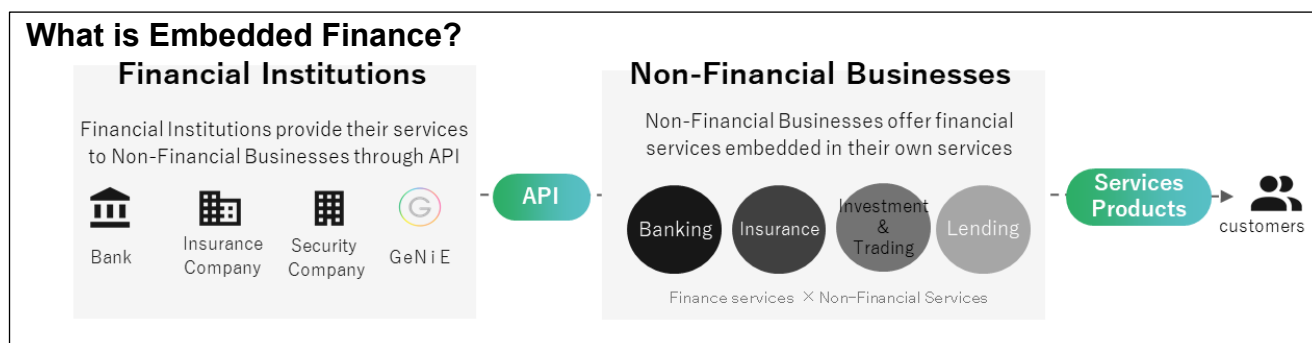 What is Embedded Finance?
Financial Institutions
Financial Institutions provide their services
to Non-Financial Businesses through API
Bank
Insurance
Company
Security
Company
G
GeNiE
API
Non-Financial Businesses
Non-Financial Businesses offer financial
services embedded in their own services
Banking
Insurance
Investment
&
Trading
Lending
Finance services × Non-Financial Services
Services
Products
customers